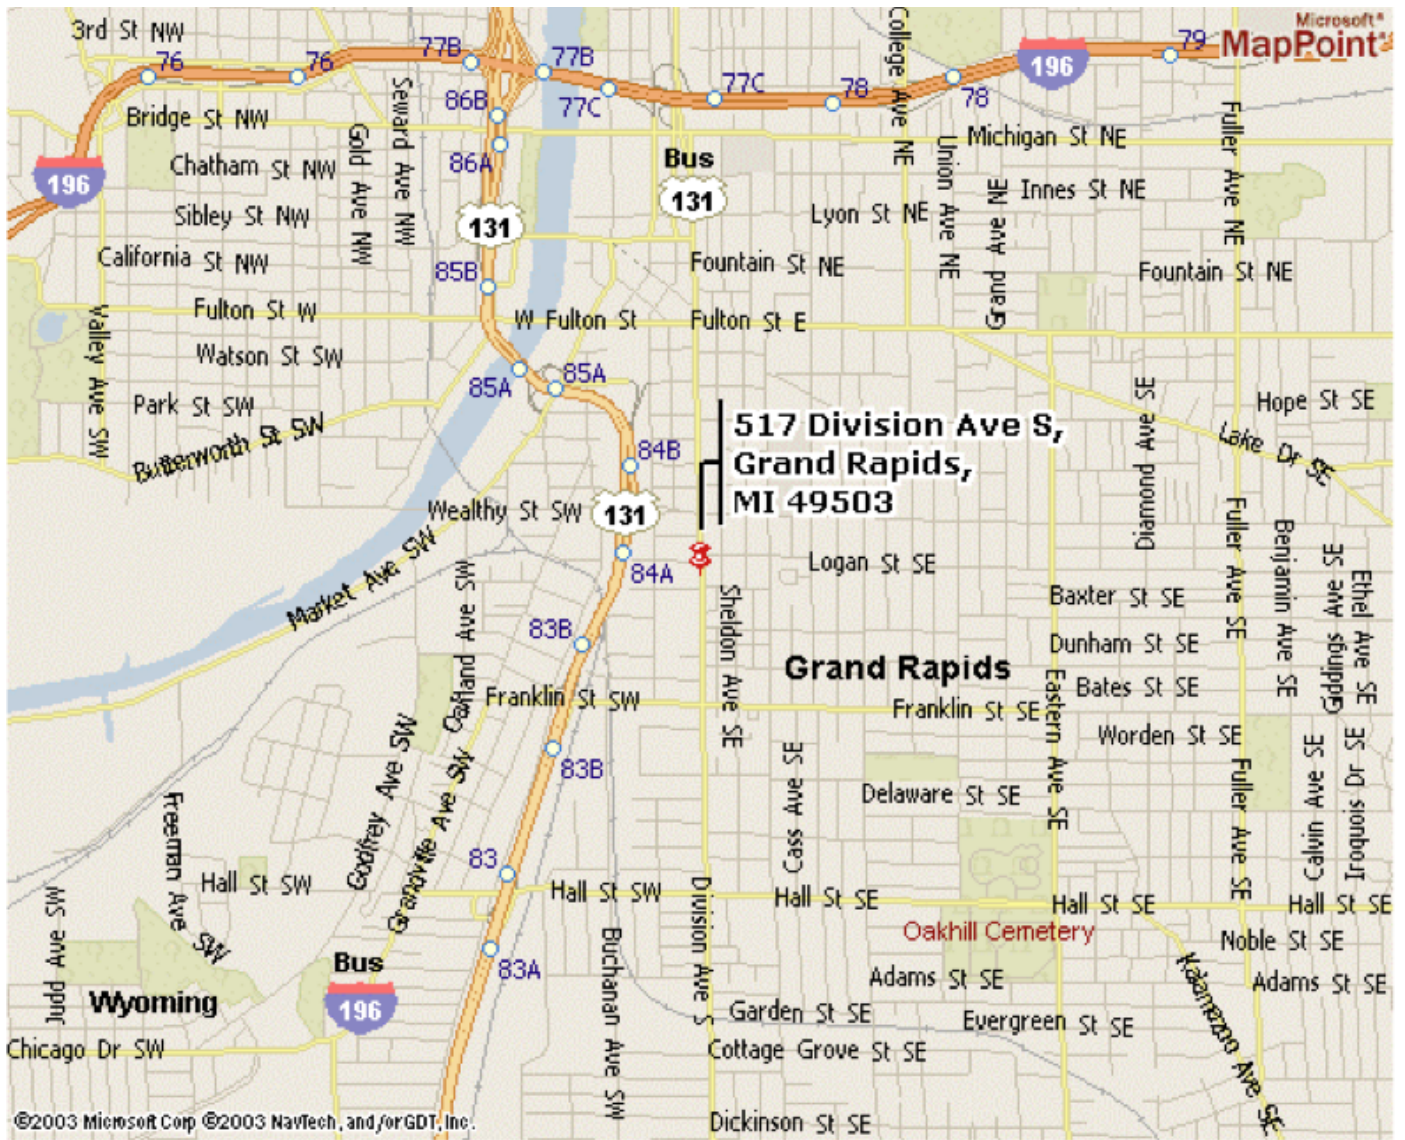 3rd St NW
76
76
77B
77B
77C
77C
78
78
196
79
Microsoft®
MapPoint®
86B
86A
Bridge St NW
Chatham St NW
Sibley St NW
California St NW
Gold Ave NW
Seward Ave NW
196
131
Bus
131
College Ave NE
Union Ave NE
Grand Ave NE
Michigan St NE
Innes St NE
Lyon St NE
Fuller Ave NE
Fountain St NE
Fountain St NE
85B
Fulton St W
W Fulton St
Fulton St E
Valley Ave SW
Watson St SW
Park St SW
Butterworth St SW
85A
85A
84B
517 Division Ave S,
Grand Rapids,
MI 49503
Diamond Ave SE
Hope St SE
Lake Dr SE
Wealthy St SW
131
Market Ave SW
84A
Logan St SE
Sheldon Ave SE
Fuller Ave SE
Benjamin Ave SE
Giddings Ave SE
Ethel Ave SE
Baxter St SE
Dunham St SE
Bates St SE
Worden St SE
Eastern Ave SE
83B
Oakland Ave SW
Grand Rapids
Franklin St SW
Franklin St SE
83B
Godfrey Ave SW
Grandville Ave SW
Freeman Ave SW
Cass Ave SE
Delaware St SE
Fuller Ave SE
Calvin Ave SE
Iroquois Dr SE
83
Hall St SW
Hall St SW
Hall St SE
Hall St SE
Hall St SE
Division Ave S
Oakhill Cemetery
Noble St SE
Adams St SE
Adams St SE
Judd Ave SW
Wyoming
Bus
196
83A
Buchanan Ave SW
Garden St SE
Evergreen St SE
Kalamazoo Ave SE
Chicago Dr SW
Cottage Grove St SE
Dickinson St SE
©2003 Microsoft Corp ©2003 NavTech, and/or GDT, Inc.